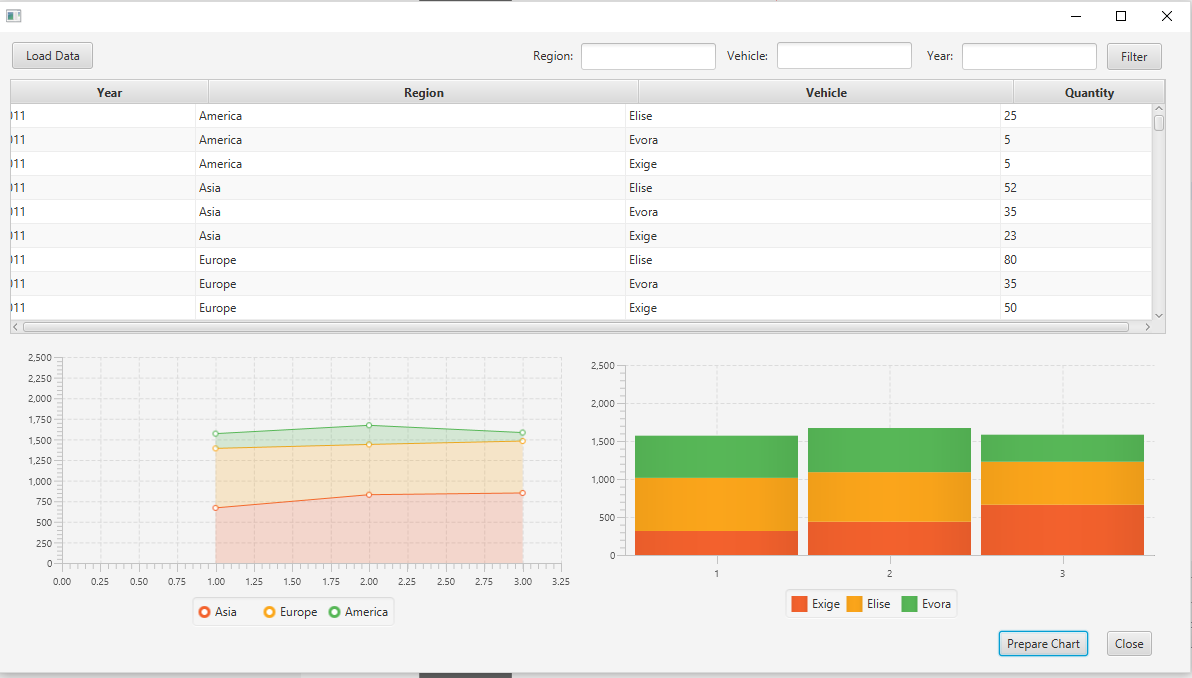 Load Data Region: Vehicle: Year: Filter
Year Region Vehicle Quantity
11 America Elise 25
11 America Evora 5
11 America Exige 5
11 Asia Elise 52
11 Asia Evora 35
11 Asia Exige 23
11 Europe Elise 80
11 Europe Evora 35
11 Europe Exige 50
2,500
2,250
2,000
1,750
1,500
1,250
1,000
750
500
250
0
0.00 0.25 0.50 0.75 1.00 1.25 1.50 1.75 2.00 2.25 2.50 2.75 3.00 3.25
Asia Europe America
2,500
2,000
1,500
1,000
500
0
1 2 3
Exige Elise Evora
Prepare Chart Close